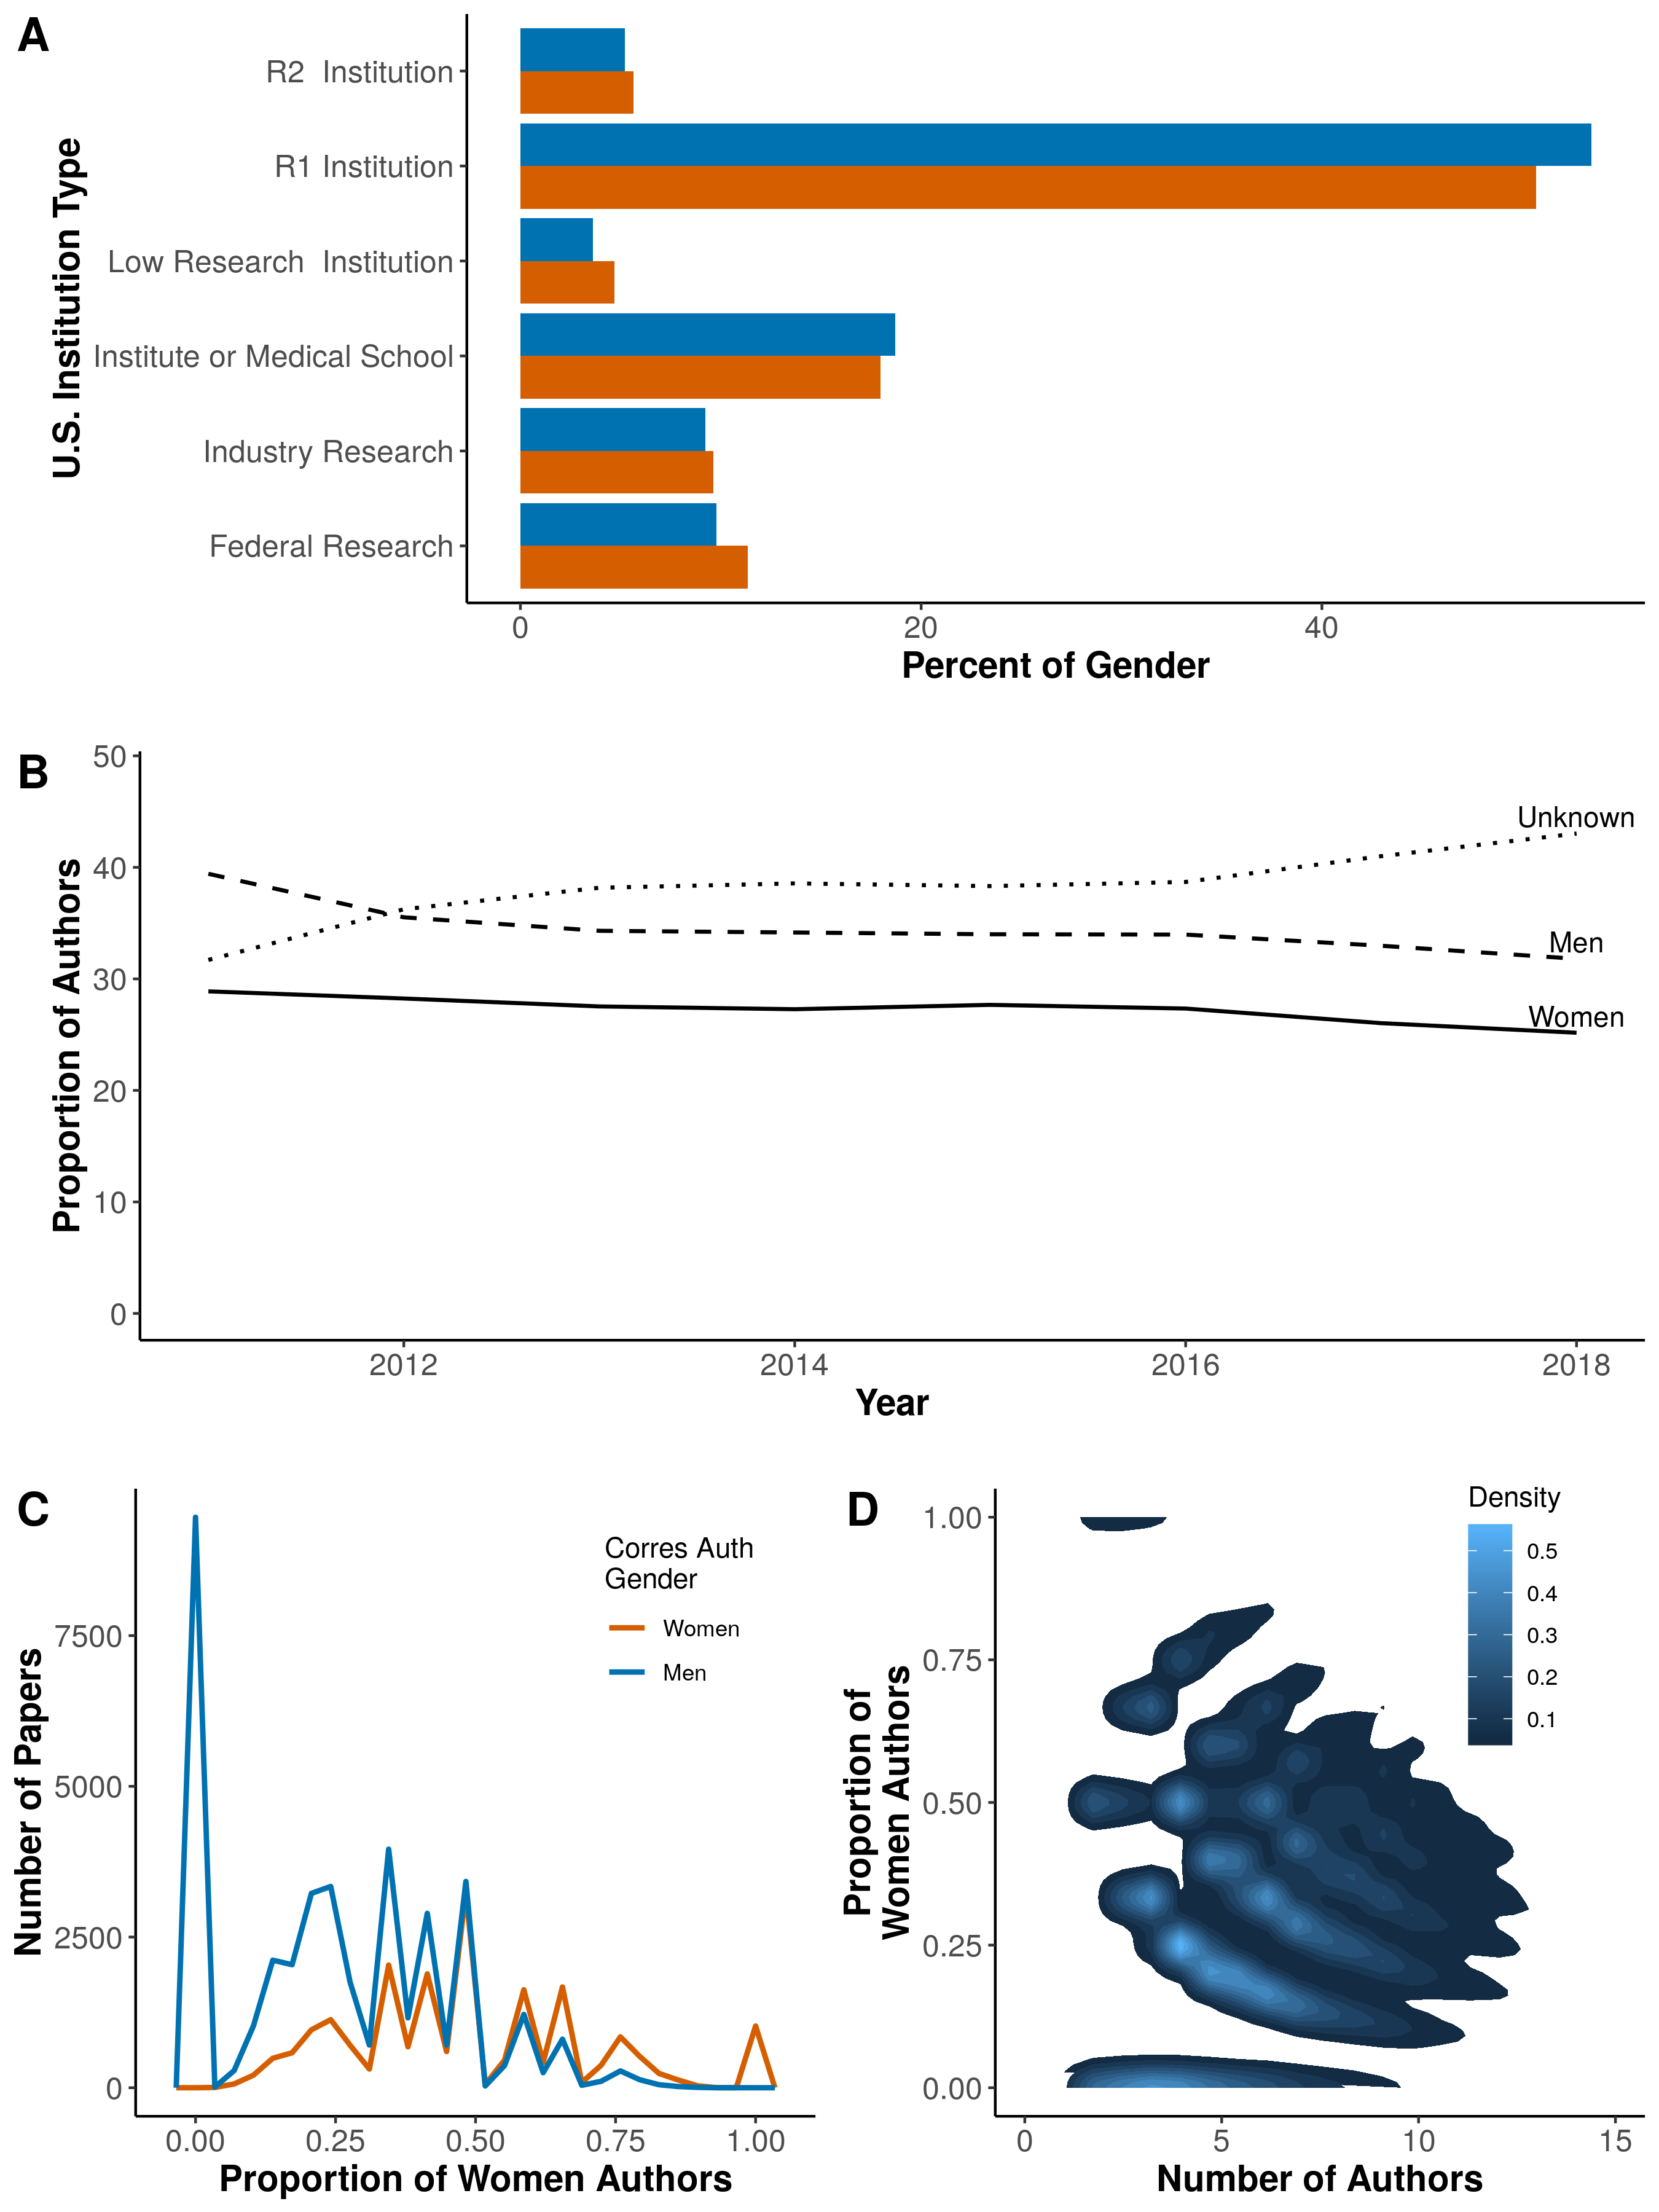 A
U.S. Institution Type
R2  Institution
R1 Institution
Low Research  Institution
Institute or Medical School
Industry Research
Federal Research
0 20 40
Percent of Gender
B
Proportion of Authors
50
40
30
20
10
0
Unknown
Men
Women
2012 2014 2016 2018
Year
C
Number of Papers
7500
5000
2500
0
Corres Auth
Gender
Women
Men
0.00 0.25 0.50 0.75 1.00
Proportion of Women Authors
D
Proportion of
Women Authors
1.00
0.75
0.50
0.25
0.00
Density
0.5
0.4
0.3
0.2
0.1
0 5 10 15
Number of Authors